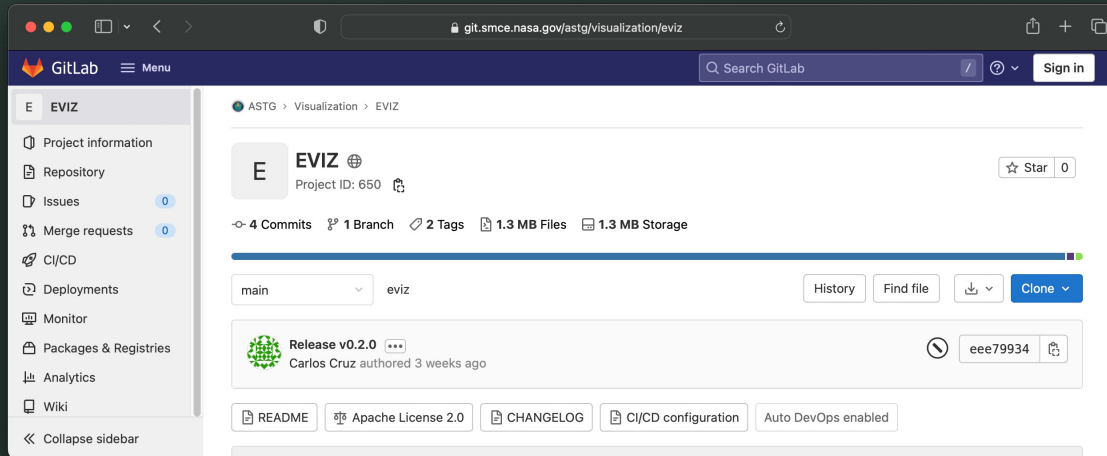 git.smce.nasa.gov/astg/visualization/eviz
GitLab
Menu
Search GitLab
/
Sign in
E EVIZ
Project information
Repository
Issues 0
Merge requests 0
CI/CD
Deployments
Monitor
Packages & Registries
Analytics
Wiki
Collapse sidebar
ASTG > Visualization > EVIZ
E
EVIZ
Project ID: 650
Star 0
4 Commits 1 Branch 2 Tags 1.3 MB Files 1.3 MB Storage
main eviz History Find file Clone
Release v0.2.0
Carlos Cruz authored 3 weeks ago
eee79934
README Apache License 2.0 CHANGELOG CI/CD configuration Auto DevOps enabled